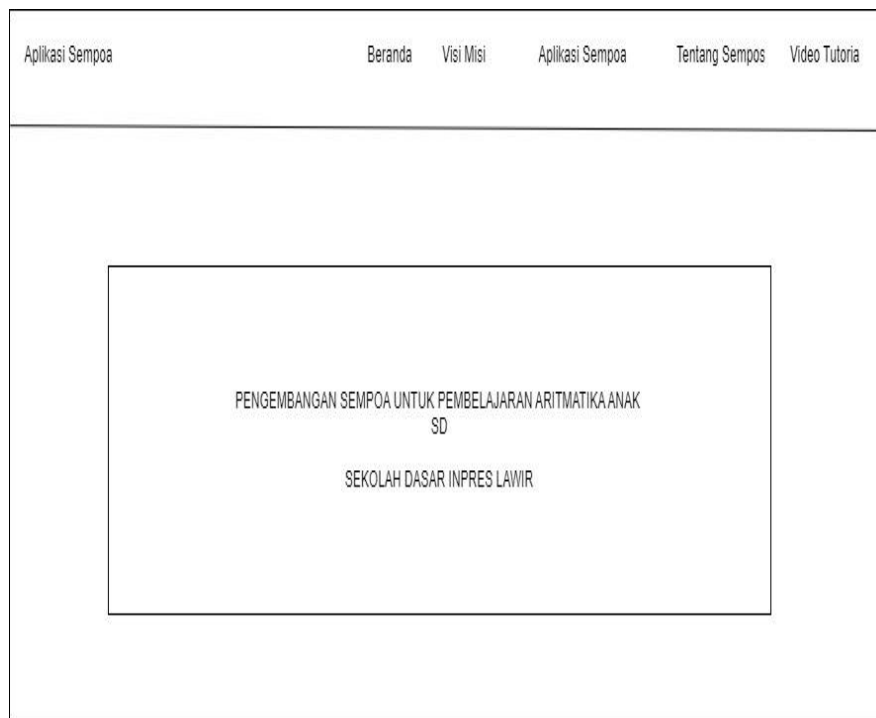 Aplikasi Sempoa Beranda Visi Misi Aplikasi Sempoa Tentang Sempos Video Tutoria
PENGEMBANGAN SEMPOA UNTUK PEMBELAJARAN ARITMATIKA ANAK
SD
SEKOLAH DASAR INPRES LAWIR